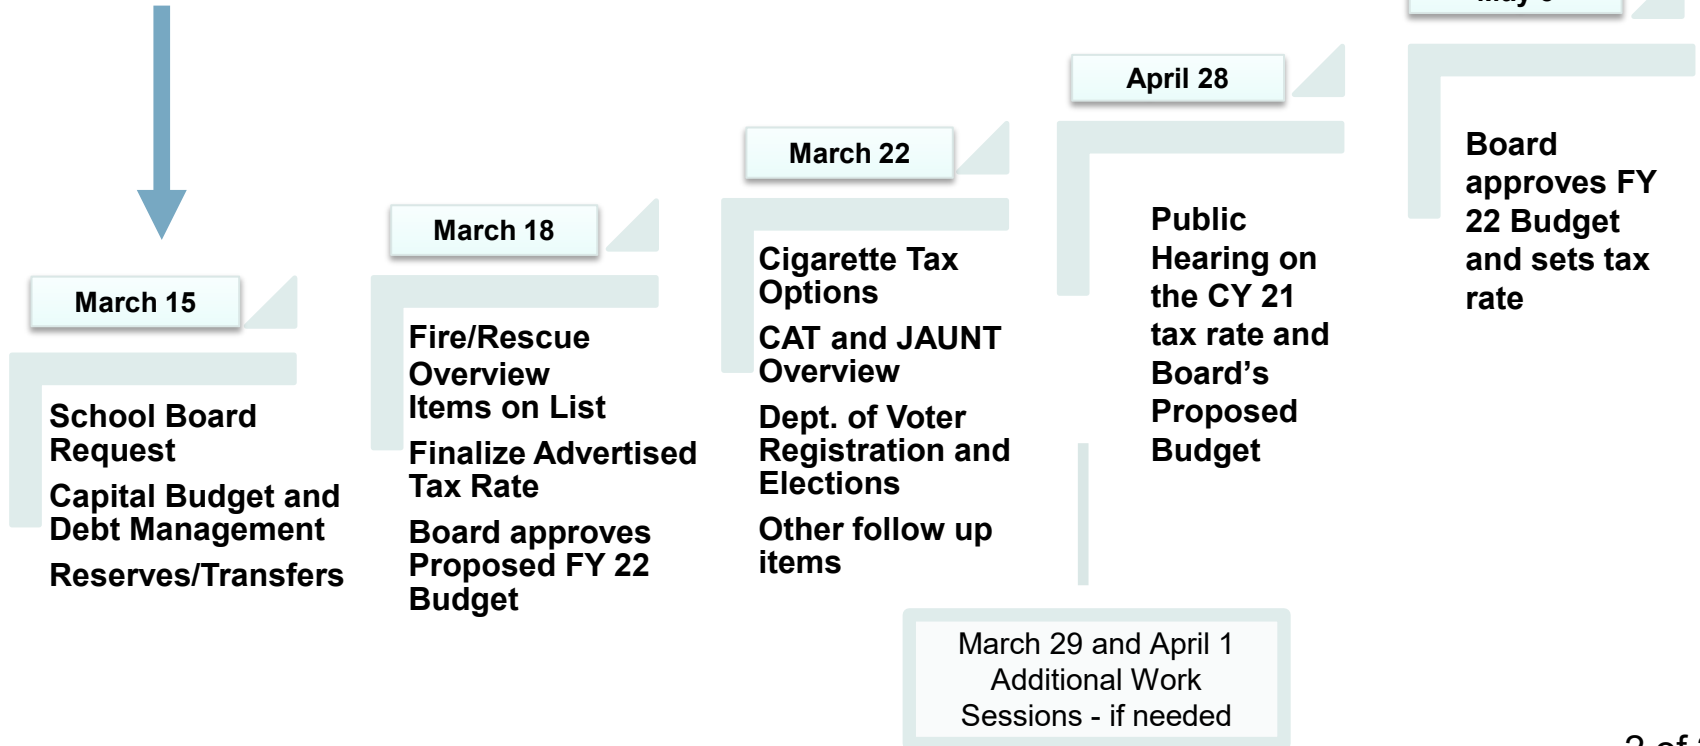 March 15
School Board
Request
Capital Budget and
Debt Management
Reserves/Transfers
March 18
Fire/Rescue
Overview
Items on List
Finalize Advertised
Tax Rate
Board approves
Proposed FY 22
Budget
March 22
Cigarette Tax
Options
CAT and JAUNT
Overview
Dept. of Voter
Registration and
Elections
Other follow up
items
March 29 and April 1
Additional Work
Sessions - if needed
April 28
Public
Hearing on
the CY 21
tax rate and
Board’s
Proposed
Budget
Board
approves FY
22 Budget
and sets tax
rate